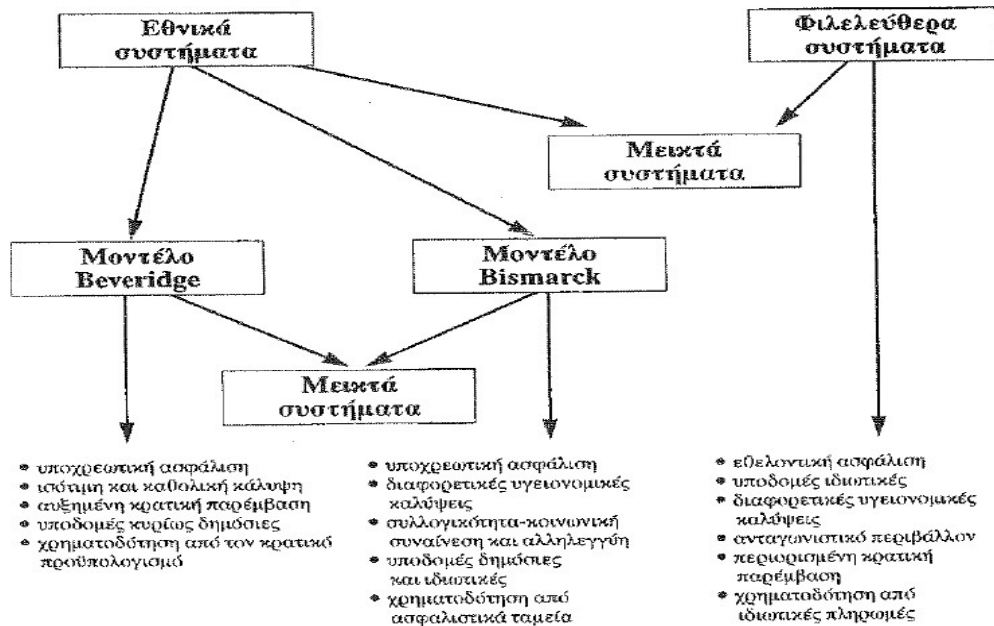 Εθνικά
συστήματα
Φιλελεύθερα
συστήματα
Μεικτά
συστήματα
Μοντέλο
Beveridge
Μοντέλο
Bismarck
Μεικτά
συστήματα
• υποχρεωτική ασφάλιση
• ισότιμη και καθολική κάλυψη
• αυξημένη κρατική παρέμβαση
• υποδομές κυρίως δημόσιες
• χρηματοδότηση από τον κρατικό
προϋπολογισμό
• υποχρεωτική ασφάλιση
• διαφορετικές υγειονομικές
καλύψεις
• συλλογικότητα-κοινωνική
συναίνεση και αλληλεγγύη
• υποδομές δημόσιες
και ιδιωτικές
• χρηματοδότηση από
ασφαλιστικά ταμεία
• εθελοντική ασφάλιση
• υποδομές ιδιωτικές
• διαφορετικές υγειονομικές
καλύψεις
• ανταγωνιστικό περιβάλλον
• περιορισμένη κρατική
παρέμβαση
• χρηματοδότηση από
ιδιωτικές πληρωμές